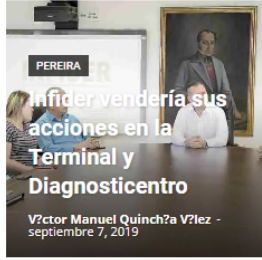 PEREIRA
Infider vendería sus
acciones en la
Terminal y
Diagnosticentro
V?ctor Manuel Quinch?a V?lez -
septiembre 7, 2019